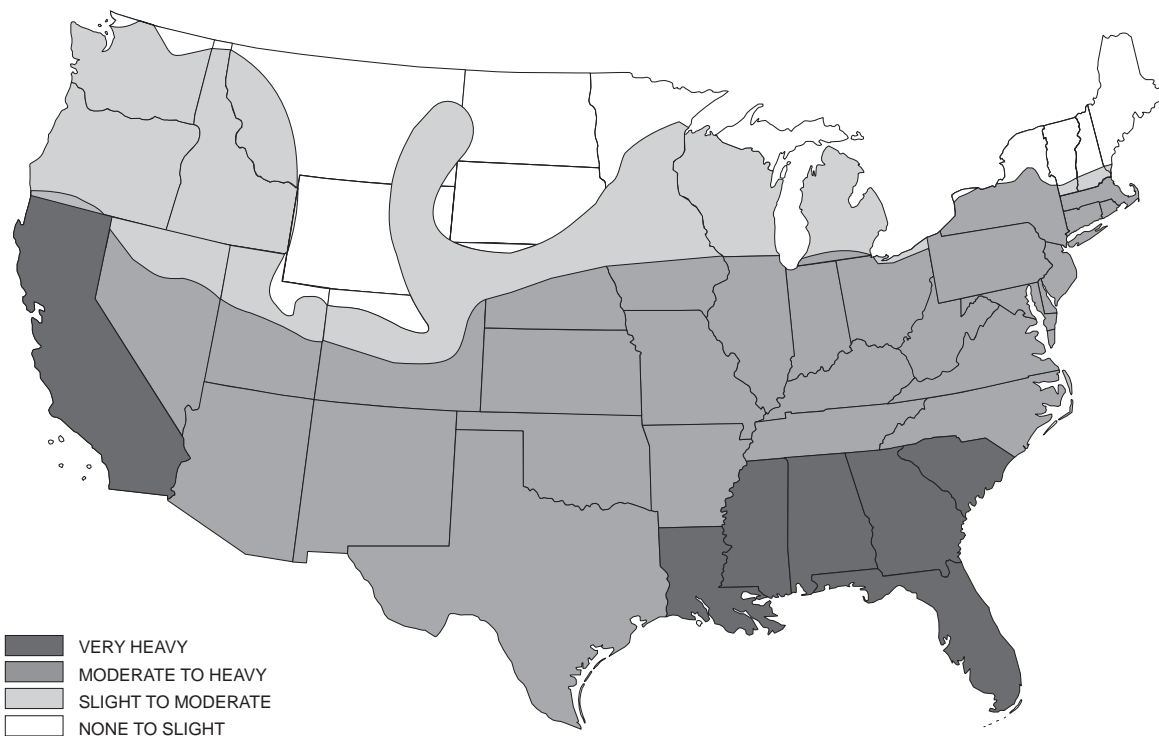 VERY HEAVY
MODERATE TO HEAVY
SLIGHT TO MODERATE
NONE TO SLIGHT